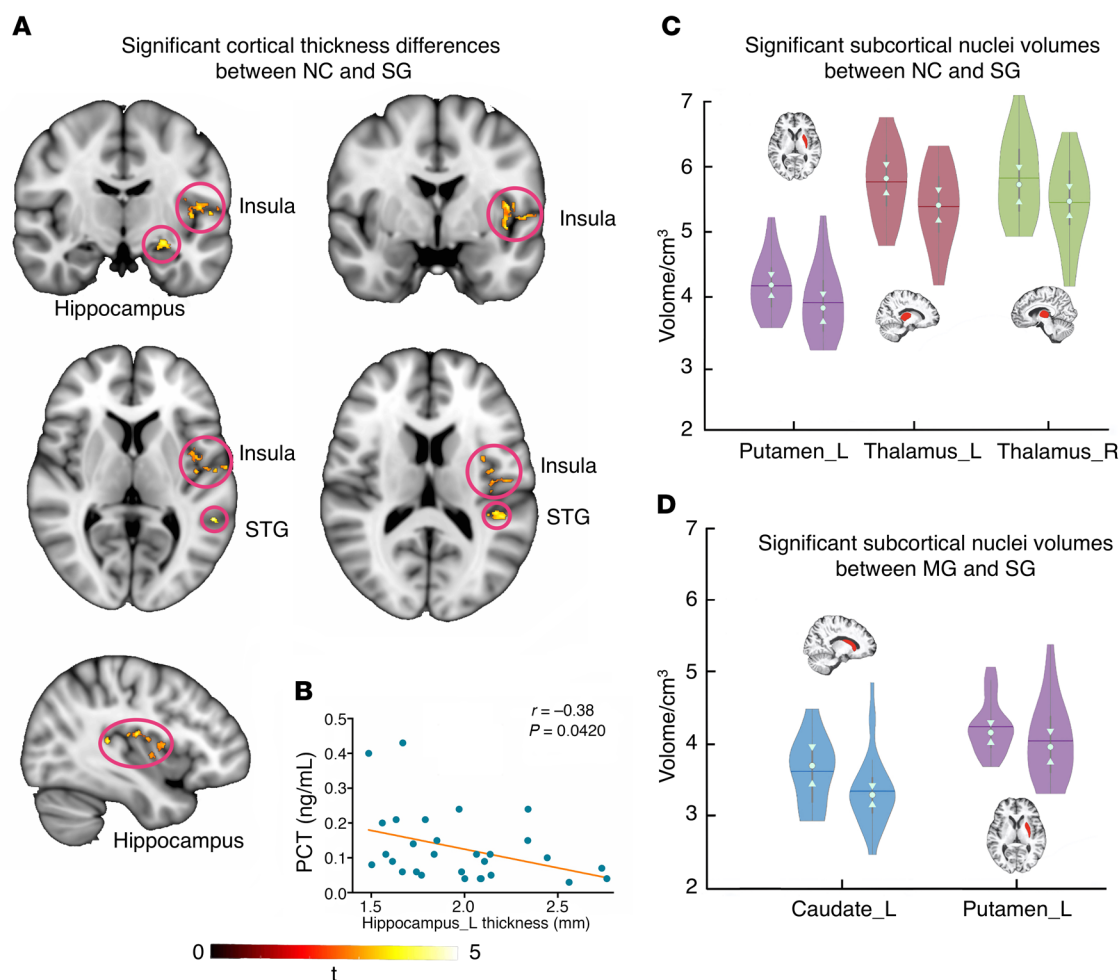 A
Significant cortical thickness differences
between NC and SG
Insula
Hippocampus
Insula
Insula
STG
Insula
STG
Hippocampus
0
5
t
B
r = –0.38
P = 0.0420
PCT (ng/mL)
0.5
0.4
0.3
0.2
0.1
0.0
1.5
2.0
2.5
Hippocampus_L thickness (mm)
C
Significant subcortical nuclei volumes
between NC and SG
Volome/cm³
7
6
5
4
3
2
Putamen_L
Thalamus_L
Thalamus_R
D
Significant subcortical nuclei volumes
between MG and SG
Volome/cm³
7
6
5
4
3
2
Caudate_L
Putamen_L